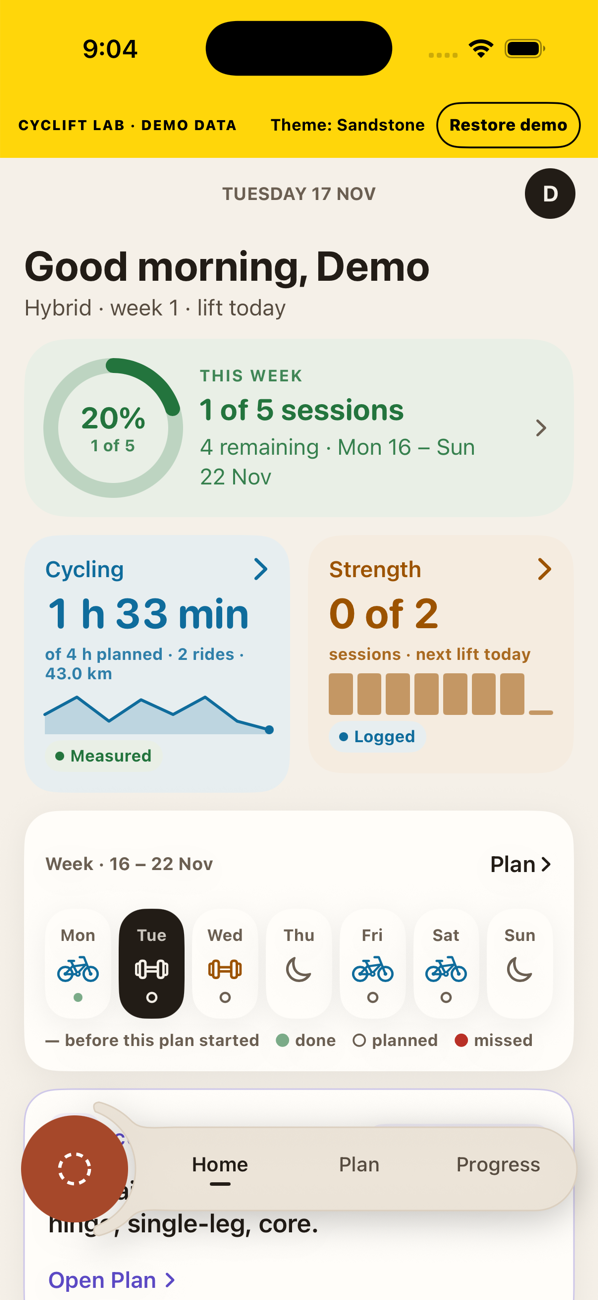 9:04
CYCLIFT LAB · DEMO DATA
Theme: Sandstone
Restore demo
TUESDAY 17 NOV
D
Good morning, Demo
Hybrid · week 1 · lift today
20%
1 of 5
THIS WEEK
1 of 5 sessions
4 remaining · Mon 16 – Sun
22 Nov
Cycling
1 h 33 min
of 4 h planned · 2 rides ·
43.0 km
Measured
Strength
0 of 2
sessions · next lift today
Logged
Week · 16 – 22 Nov
Plan
Mon Tue Wed Thu Fri Sat Sun
— before this plan started
done
planned
missed
Home
Plan
Progress
single-leg, core.
Open Plan